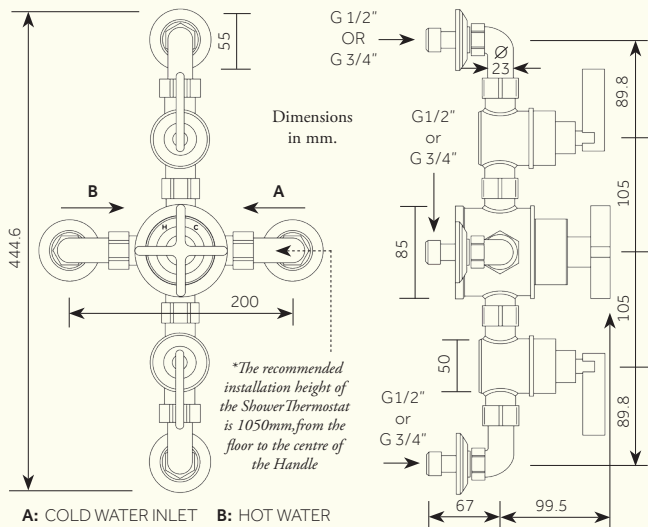 G 1/2"
OR
G 3/4"
55
Ø
23
89.8
Dimensions
in mm.
G1/2"
or
G 3/4"
B
A
H
C
444.6
85
105
200
105
*The recommended
installation height of
the Shower Thermostat
is 1050mm,from the
floor to the centre of
the Handle
50
G1/2"
or
G 3/4"
89.8
67
99.5
A: COLD WATER INLET B: HOT WATER